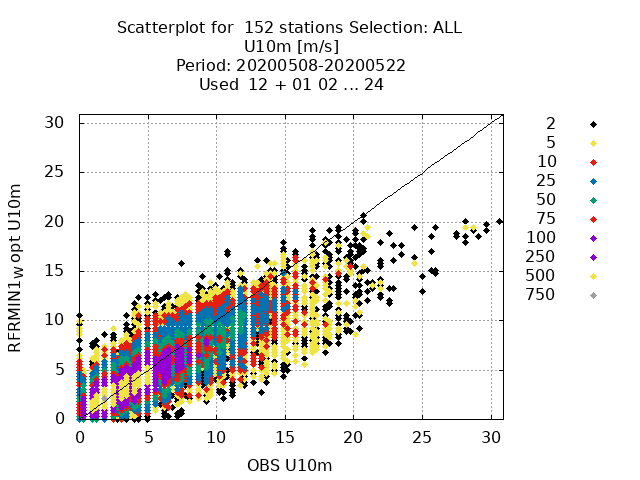 Scatterplot for  152 stations Selection: ALL
U10m [m/s]
Period: 20200508-20200522
Used  12 + 01 02 ... 24
30
25
20
15
10
5
0
RFRMIN1w opt U10m
0 5 10 15 20 25 30
OBS U10m
2
5
10
25
50
75
100
250
500
750